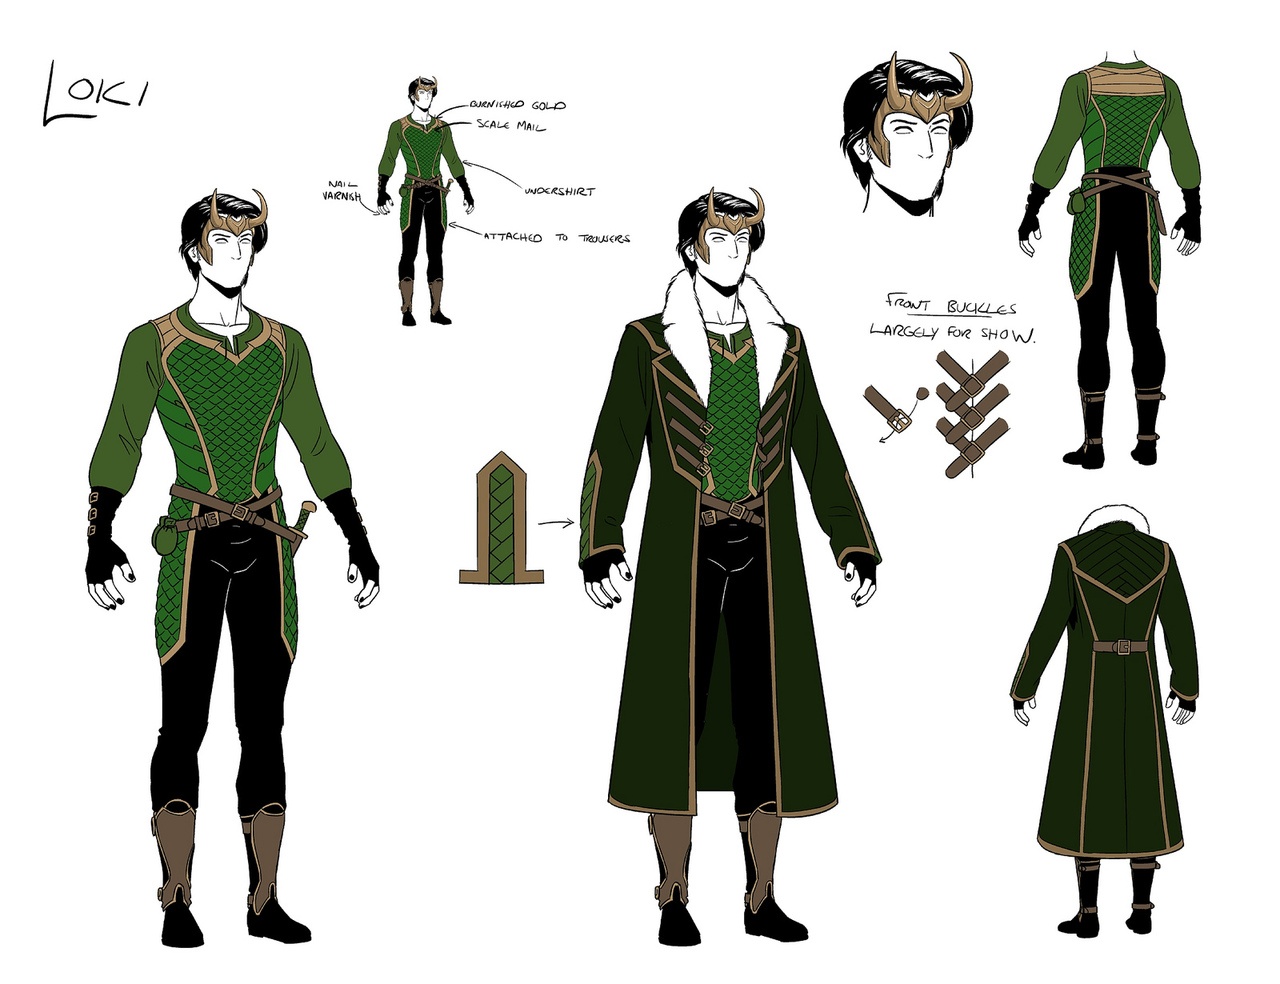 LOKI
BURNISHED GOLD
SCALE MAIL
NAIL
VARNISH
UNDERSHIRT
ATTACHED TO TROUSERS
FRONT BUCKLES
LARGELY FOR SHOW.